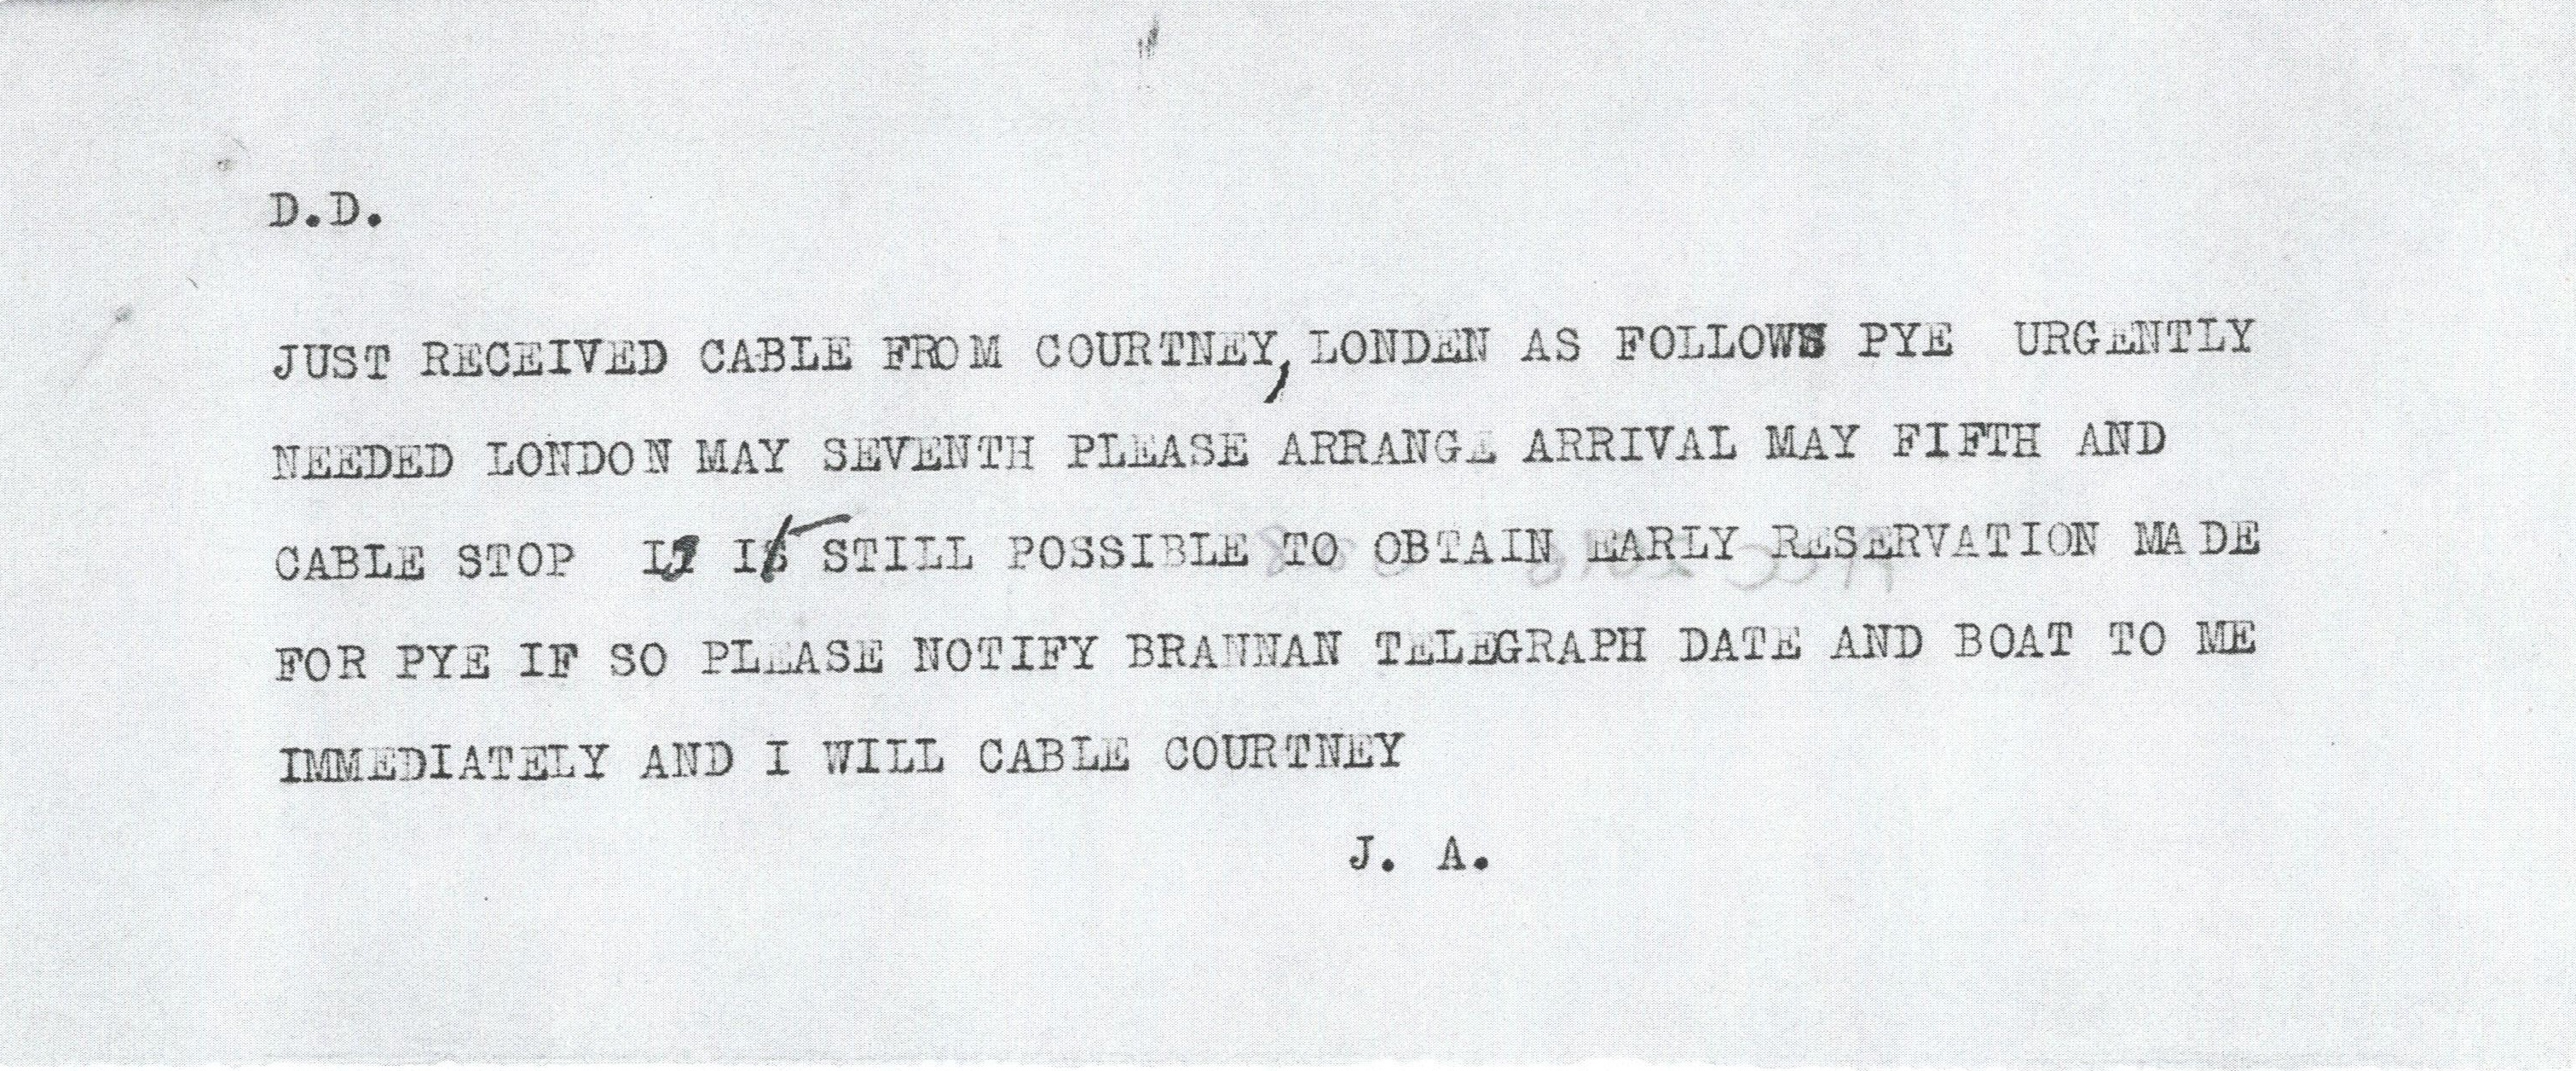 D.D.
JUST RECEIVED CABLE FROM COURTNEY, LONDEN AS FOLLOWS PYE URGENTLY
NEEDED LONDON MAY SEVENTH PLEASE ARRANGE ARRIVAL MAY FIFTH AND
CABLE STOP IS IT STILL POSSIBLE TO OBTAIN EARLY RESERVATION MADE
FOR PYE IF SO PLEASE NOTIFY BRANNAN TELEGRAPH DATE AND BOAT TO ME
IMMEDIATELY AND I WILL CABLE COURTNEY
J. A.